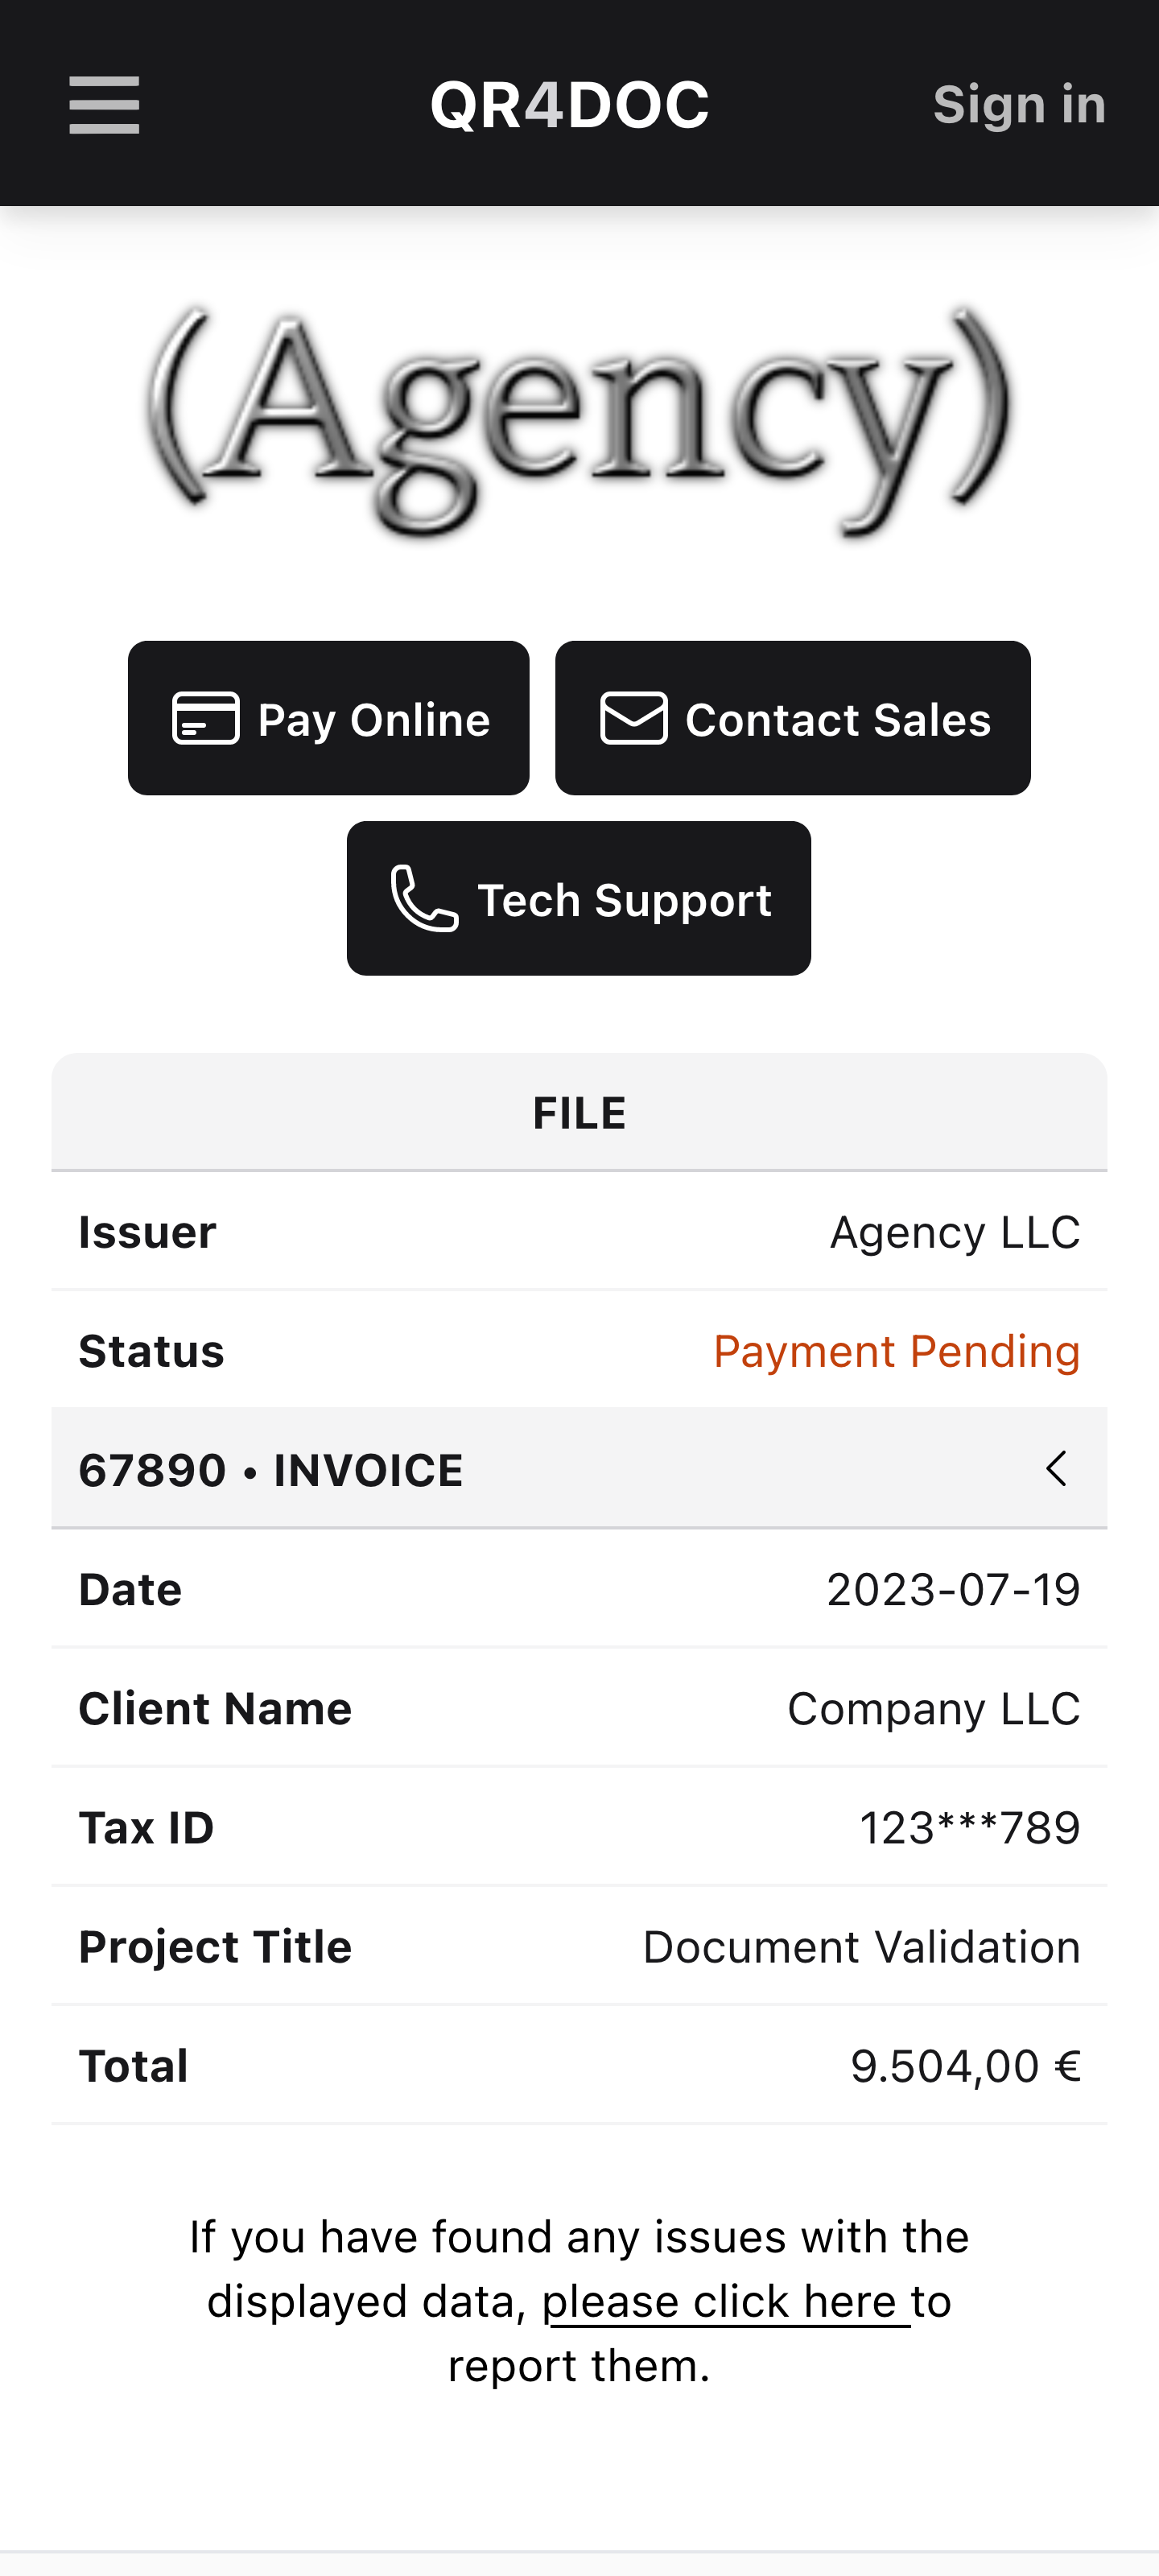 QR4DOC
Sign in
(Agency)
Pay Online
Contact Sales
Tech Support
FILE
Issuer Agency LLC
Status Payment Pending
67890 • INVOICE
Date 2023-07-19
Client Name Company LLC
Tax ID 123***789
Project Title Document Validation
Total 9.504,00 €
If you have found any issues with the
displayed data, please click here to
report them.